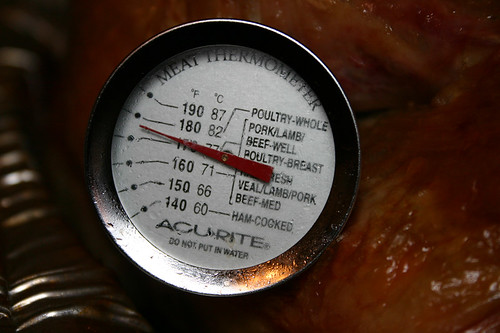 MEAT THERMOMETER
°F °C
190 87 POULTRY-WHOLE
180 82 PORK/LAMB/
BEEF-WELL
77 POULTRY-BREAST
160 71
150 66 VEAL/LAMB/PORK
BEEF-MED
140 60 HAM-COOKED
ACU-RITE®
DO NOT PUT IN WATER